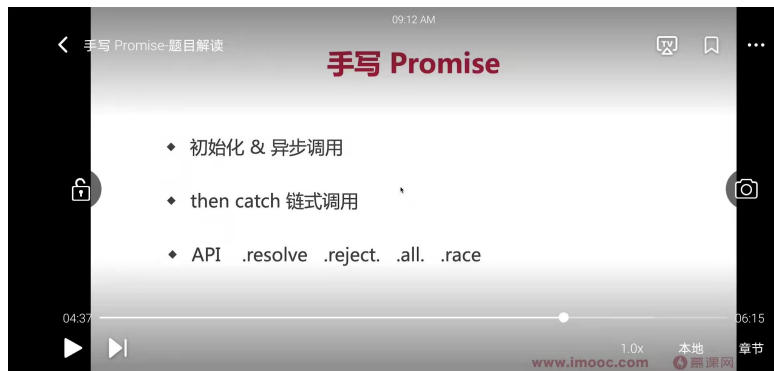 09:12 AM
手写 Promise-题目解读
手写 Promise
初始化 & 异步调用
then catch 链式调用
API .resolve .reject. .all. .race
04:37
06:15
1.0x
本地
章节
www.imooc.com
慕课网